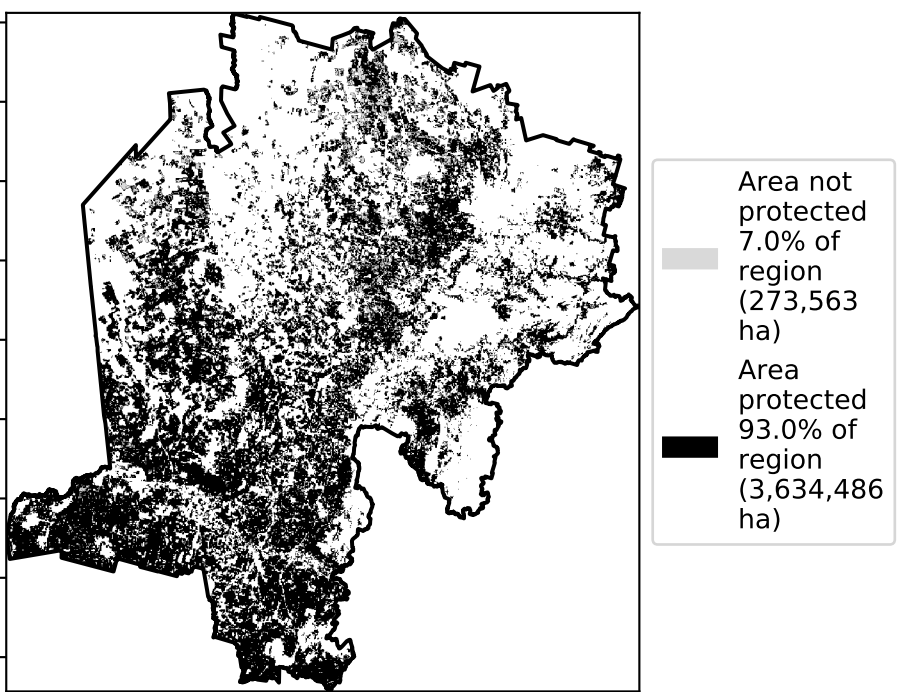 Area not
protected
7.0% of
region
(273,563
ha)
Area
protected
93.0% of
region
(3,634,486
ha)